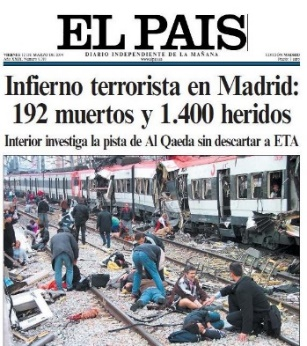 EL PAIS
DIARIO INDEPENDIENTE DE LA MAÑANA
Infierno terrorista en Madrid:
192 muertos y 1.400 heridos
Interior investiga la pista de Al Qaeda sin descartar a ETA